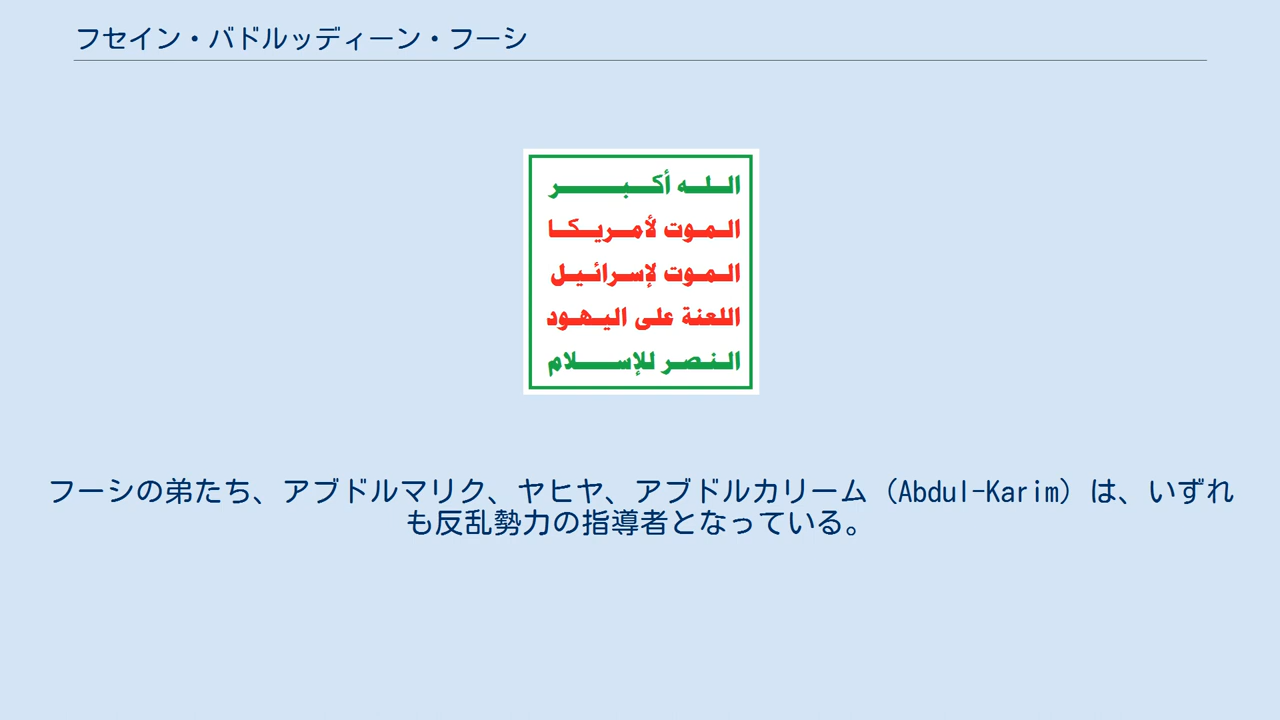 フセイン・バドルッディーン・フーシ
الله أكبر
الموت لأمريكا
الموت لإسرائيل
اللعنة على اليهود
النصر للإسلام
フーシの弟たち、アブドルマリク、ヤヒヤ、アブドルカリーム（Abdul-Karim）は、いずれ
も反乱勢力の指導者となっている。